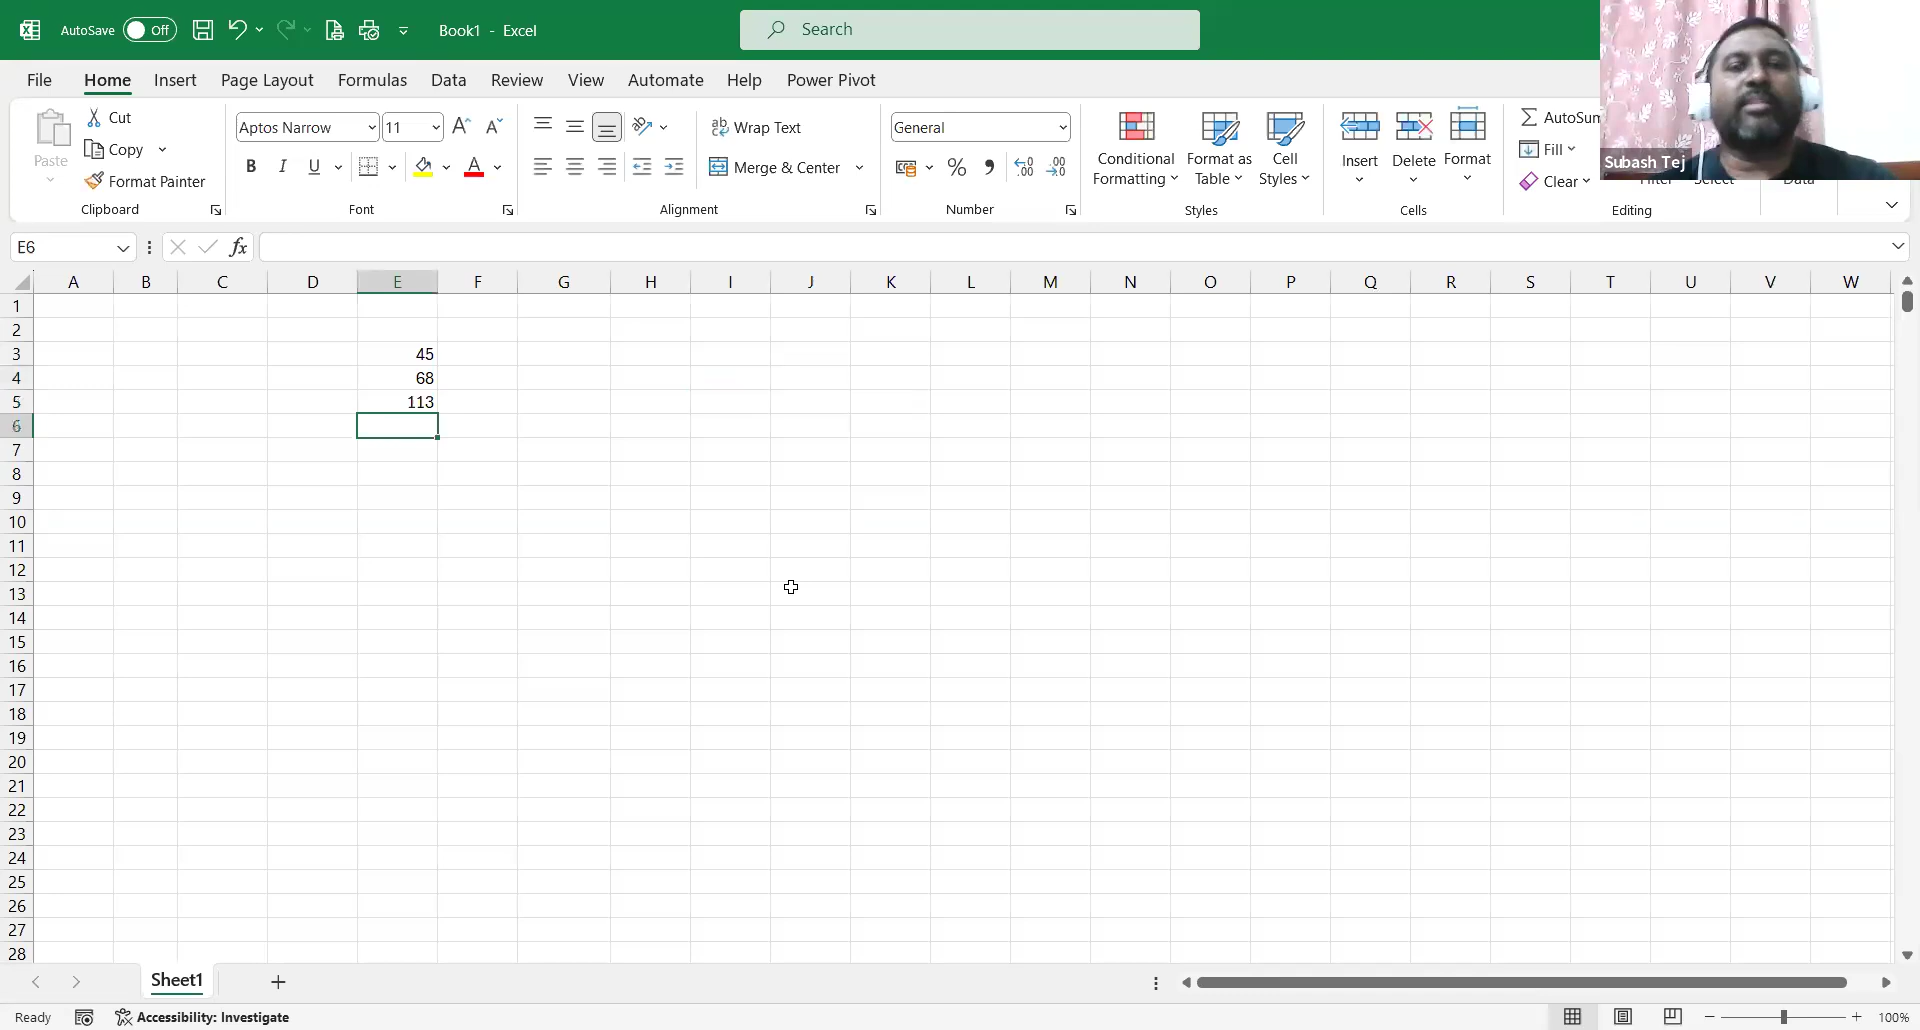 AutoSave Off Book1 - Excel Search
File Home Insert Page Layout Formulas Data Review View Automate Help Power Pivot
Paste Cut Copy Format Painter Clipboard
Aptos Narrow 11 B I U A Font
ab Wrap Text Merge & Center Alignment
General % Number
Conditional Formatting Format as Table Cell Styles Styles
Insert Delete Format Cells
AutoSum Fill Clear Editing
Subash Tej
E6 fx
A B C D E F G H I J K L M N O P Q R S T U V W
1
2
3 45
4 68
5 113
6
7
8
9
10
11
12
13
14
15
16
17
18
19
20
21
22
23
24
25
26
27
28
Sheet1
Ready Accessibility: Investigate 100%